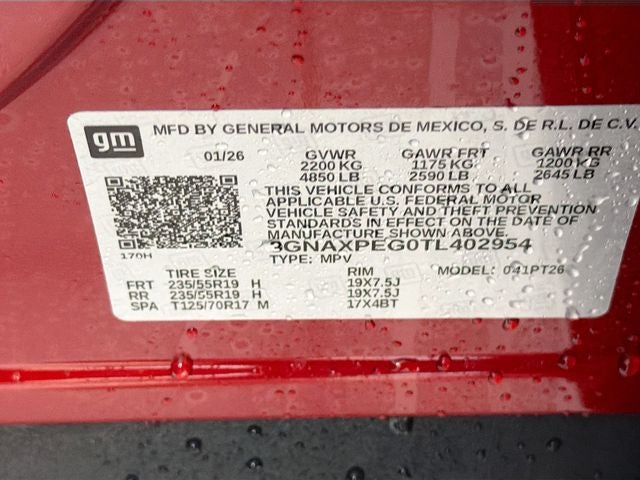 gm MFD BY GENERAL MOTORS DE MEXICO, S. DE R.L. DE C.V.
01/26 GVWR GAWR FRT GAWR RR
2200 KG 1175 KG 1200 KG
4850 LB 2590 LB 2645 LB
THIS VEHICLE CONFORMS TO ALL
APPLICABLE U.S. FEDERAL MOTOR
VEHICLE SAFETY AND THEFT PREVENTION
STANDARDS IN EFFECT ON THE DATE OF
MANUFACTURE SHOWN ABOVE.
3GNAXPEG0TL402954
170H
TYPE: MPV MODEL: 041PT26
TIRE SIZE RIM
FRT 235/55R19 H 19X7.5J
RR 235/55R19 H 19X7.5J
SPA T125/70R17 M 17X4BT